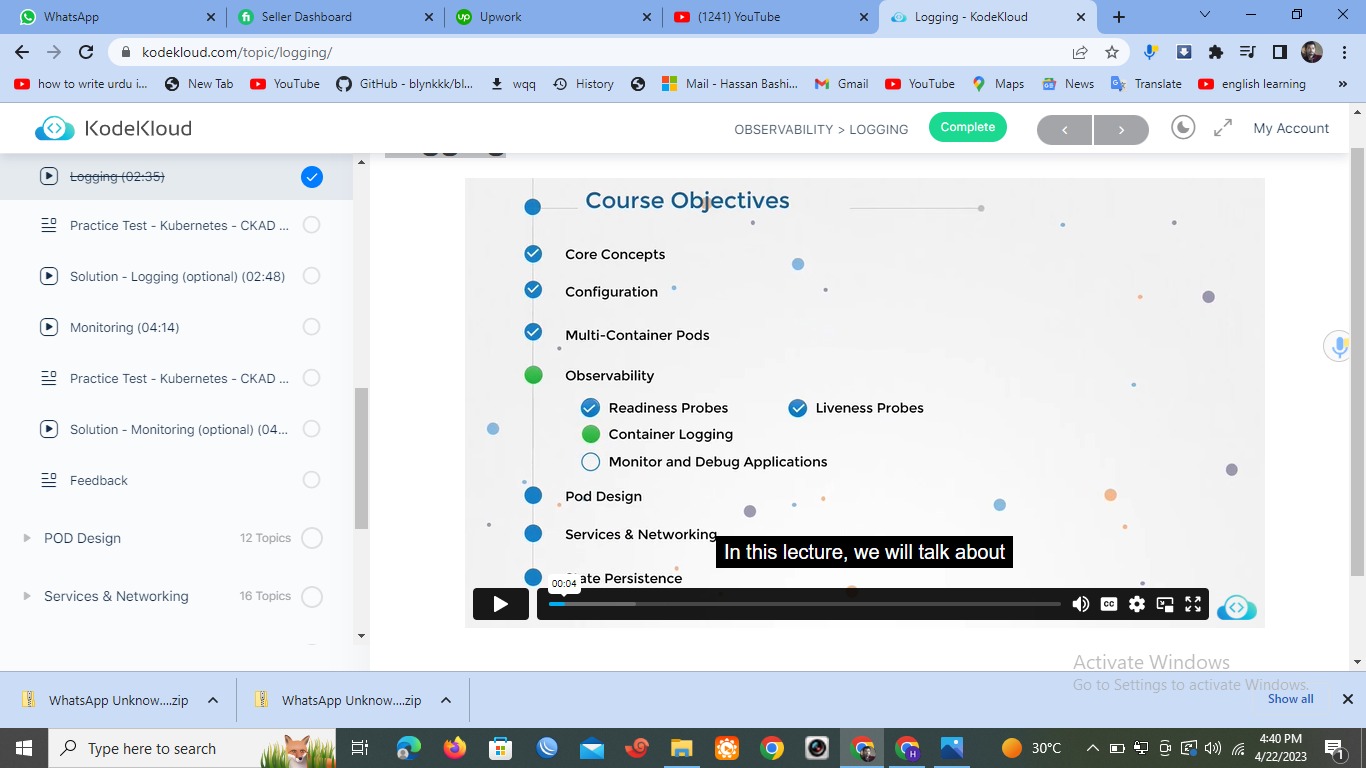 WhatsApp
Seller Dashboard
Upwork
(1241) YouTube
Logging - KodeKloud
kodekloud.com/topic/logging/
how to write urdu i...
New Tab
YouTube
GitHub - blynkkk/bl...
wqq
History
Mail - Hassan Bashi...
Gmail
YouTube
Maps
News
Translate
english learning
»
KodeKloud
OBSERVABILITY > LOGGING
Complete
My Account
Logging (02:35)
Practice Test - Kubernetes - CKAD ...
Solution - Logging (optional) (02:48)
Monitoring (04:14)
Practice Test - Kubernetes - CKAD ...
Solution - Monitoring (optional) (04...
Feedback
POD Design
12 Topics
Services & Networking
16 Topics
Course Objectives
Core Concepts
Configuration
Multi-Container Pods
Observability
Readiness Probes
Liveness Probes
Container Logging
Monitor and Debug Applications
Pod Design
Services & Networking
In this lecture, we will talk about
Persistence
00:04
CC
Activate Windows
Go to Settings to activate Windows.
WhatsApp Unknow....zip
WhatsApp Unknow....zip
Show all
Type here to search
30°C
4:40 PM
4/22/2023
1